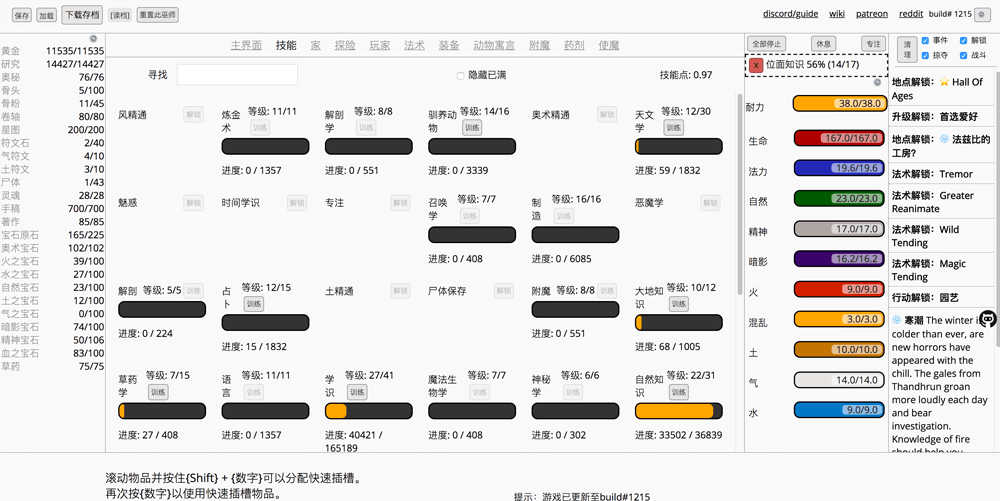 保存 加载 下载存档 [读档] 重置此巫师 discord/guide wiki patreon reddit build# 1215
黄金 11535/11535
研究 14427/14427
奥秘 76/76
骨头 5/100
骨粉 11/45
卷轴 80/80
星图 200/200
符文石 2/40
气符文 4/10
土符文 3/10
尸体 1/43
灵魂 28/28
手稿 700/700
著作 85/85
宝石原石 165/225
奥术宝石 102/102
火之宝石 39/100
水之宝石 27/100
自然宝石 23/100
土之宝石 12/100
气之宝石 0/100
暗影宝石 74/100
精神宝石 50/106
血之宝石 83/100
草药 75/75
主界面 技能 家 探险 玩家 法术 装备 动物寓言 附魔 药剂 使魔
寻找 隐藏已满 技能点: 0.97
风精通 解锁
炼金术 等级: 11/11 训练
进度: 0 / 1357
解剖学 等级: 8/8 训练
进度: 0 / 551
驯养动物 等级: 14/16 训练
进度: 0 / 3339
奥术精通 解锁
天文学 等级: 12/30 训练
进度: 59 / 1832
魅惑 解锁
时间学识 解锁
专注 解锁
召唤学 等级: 7/7 训练
进度: 0 / 408
制造 等级: 16/16 训练
进度: 0 / 6085
恶魔学 解锁
解剖 等级: 5/5 训练
进度: 0 / 224
占卜 等级: 12/15 训练
进度: 15 / 1832
土精通 解锁
尸体保存 解锁
附魔 等级: 8/8 训练
进度: 0 / 551
大地知识 等级: 10/12 训练
进度: 68 / 1005
草药学 等级: 7/15 训练
进度: 27 / 408
语言 等级: 11/11 训练
进度: 0 / 1357
学识 等级: 27/41 训练
进度: 40421 /
165189
魔法生物学 等级: 7/7 训练
进度: 0 / 408
神秘学 等级: 6/6 训练
进度: 0 / 302
自然知识 等级: 22/31 训练
进度: 33502 / 36839
全部停止 休息 专注
x 位面知识 56% (14/17)
耐力 38.0/38.0
生命 167.0/167.0
法力 19.6/19.6
自然 23.0/23.0
精神 17.0/17.0
暗影 16.2/16.2
火 9.0/9.0
混乱 3.0/3.0
土 10.0/10.0
气 14.0/14.0
水 9.0/9.0
清理 事件 解锁
掠夺 战斗
地点解锁: Hall Of
Ages
升级解锁: 首选爱好
地点解锁: 法兹比的
工房?
法术解锁: Tremor
法术解锁: Greater
Reanimate
法术解锁: Wild
Tending
法术解锁: Magic
Tending
行动解锁: 园艺
寒潮 The winter is
colder than ever, are
new horrors have
appeared with the
chill. The gales from
Thandhrun groan
more loudly each day
and bear
investigation.
Knowledge of fire
should help you
滚动物品并按住{Shift} + {数字}可以分配快速插槽。
再次按{数字}以使用快速插槽物品。
提示: 游戏已更新至build#1215